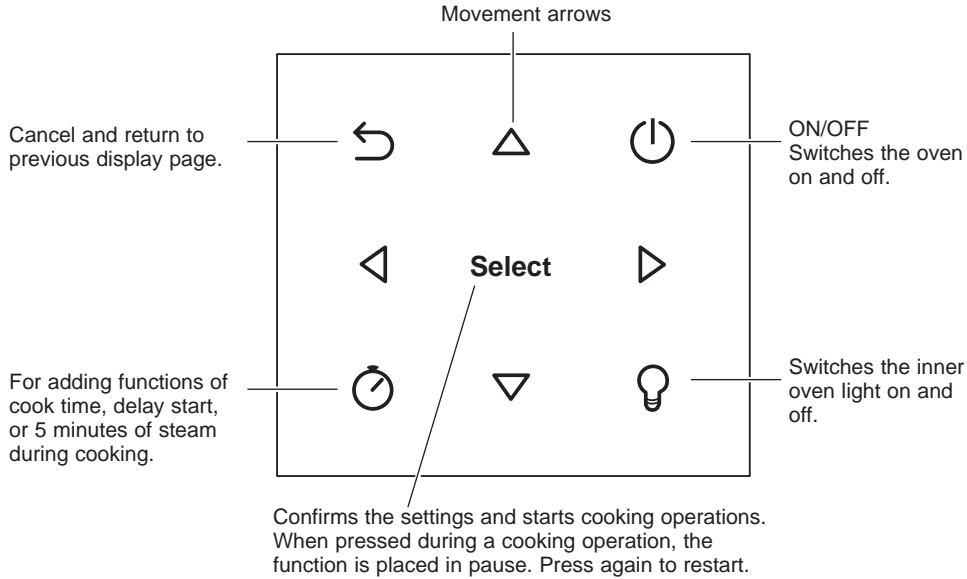 Movement arrows
Cancel and return to
previous display page.
ON/OFF
Switches the oven
on and off.
Select
For adding functions of
cook time, delay start,
or 5 minutes of steam
during cooking.
Switches the inner
oven light on and
off.
Confirms the settings and starts cooking operations.
When pressed during a cooking operation, the
function is placed in pause. Press again to restart.